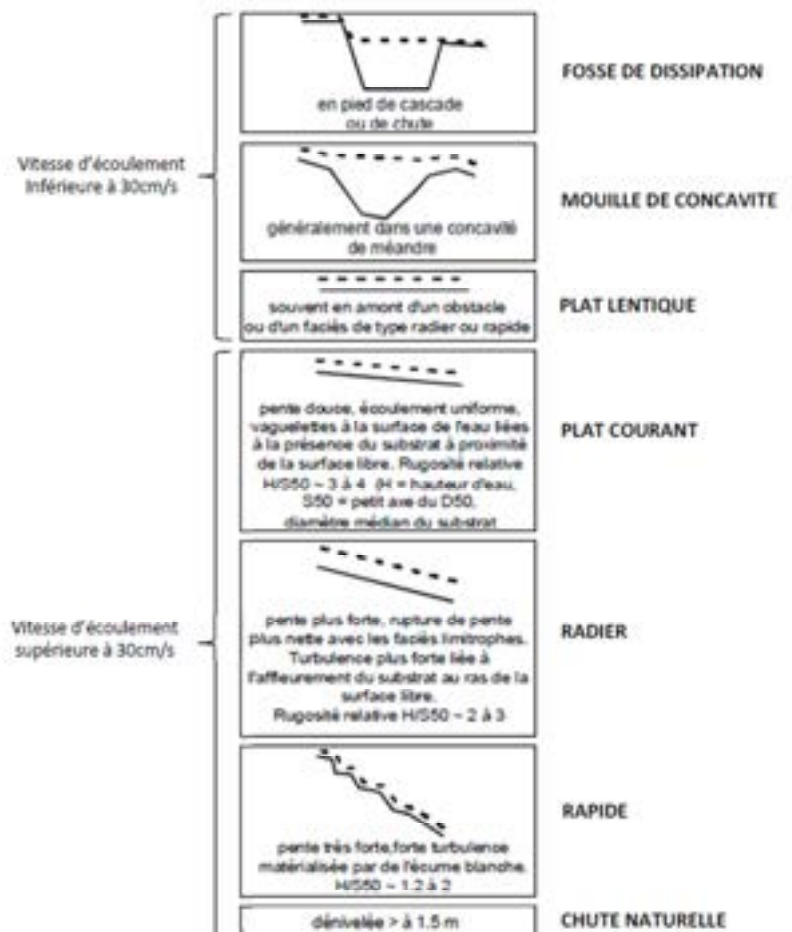 en pied de cascade
ou de chute
FOSSE DE DISSIPATION
Vitesse d'écoulement
Inférieure à 30cm/s
généralement dans une concavité
de méandre
MOUILLE DE CONCAVITE
souvent en amont d'un obstacle
ou d'un faciès de type radier ou rapide
PLAT LENTIQUE
pente douce, écoulement uniforme,
vaguelettes à la surface de l'eau liées
à la présence du substrat à proximité
de la surface libre. Rugosité relative
H/S50 ~ 3 à 4 (H = hauteur d'eau,
S50 = petit axe du D50,
diamètre médian du substrat
PLAT COURANT
Vitesse d'écoulement
supérieure à 30cm/s
pente plus forte, rupture de pente
plus nette avec les faciès limitrophes.
Turbulence plus forte liée à
l'affleurement du substrat au ras de la
surface libre.
Rugosité relative H/S50 ~ 2 à 3
RADIER
pente très forte,forte turbulence
matérialisée par de l'écume blanche.
H/S50 ~ 1.2 à 2
RAPIDE
dénivelée > à 1.5 m
CHUTE NATURELLE